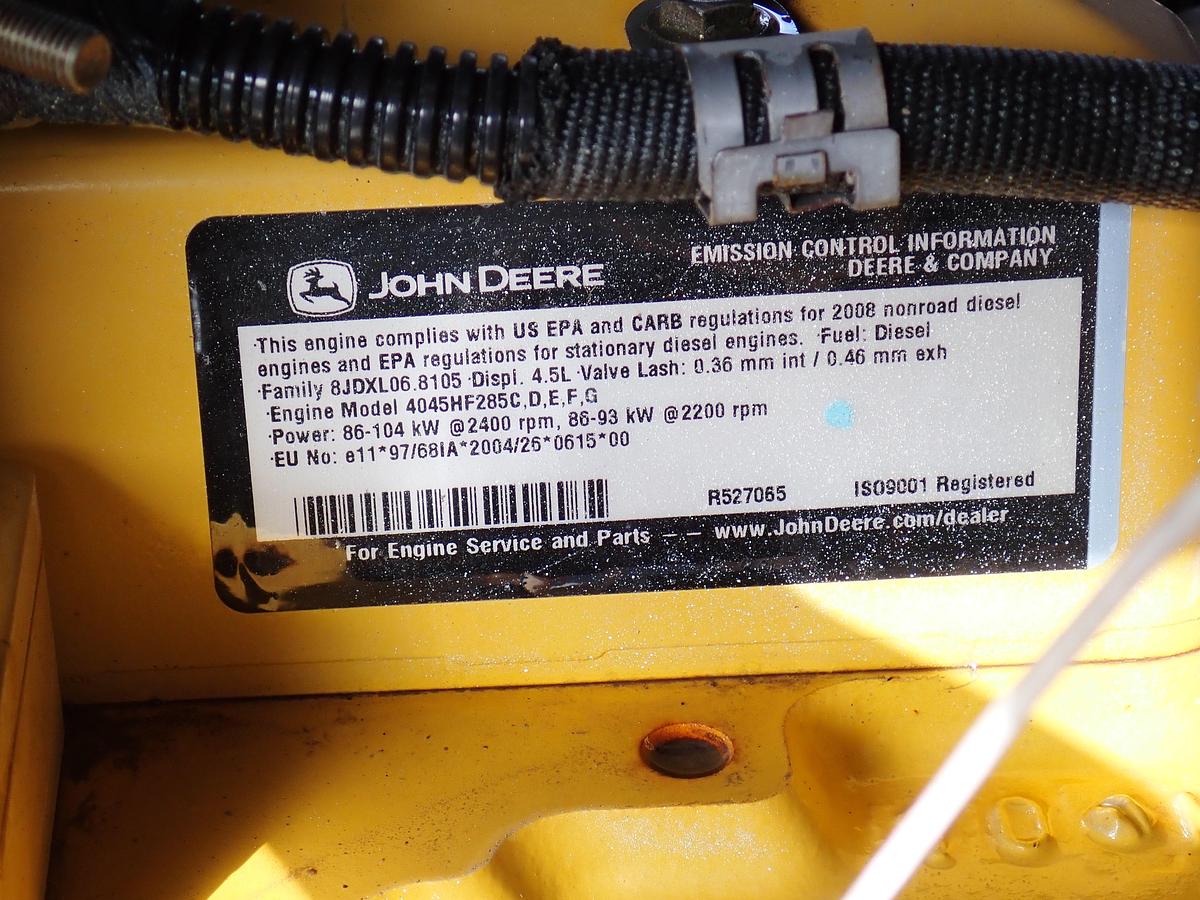 JOHN DEERE
EMISSION CONTROL INFORMATION
DEERE & COMPANY
·This engine complies with US EPA and CARB regulations for 2008 nonroad diesel
engines and EPA regulations for stationary diesel engines. ·Fuel: Diesel
·Family 8JDXL06.8105 ·Displ. 4.5L ·Valve Lash: 0.36 mm int / 0.46 mm exh
·Engine Model 4045HF285C,D,E,F,G
·Power: 86-104 kW @2400 rpm, 86-93 kW @2200 rpm
·EU No: e11*97/68IA*2004/26*0615*00
R527065 ISO9001 Registered
For Engine Service and Parts -- www.JohnDeere.com/dealer